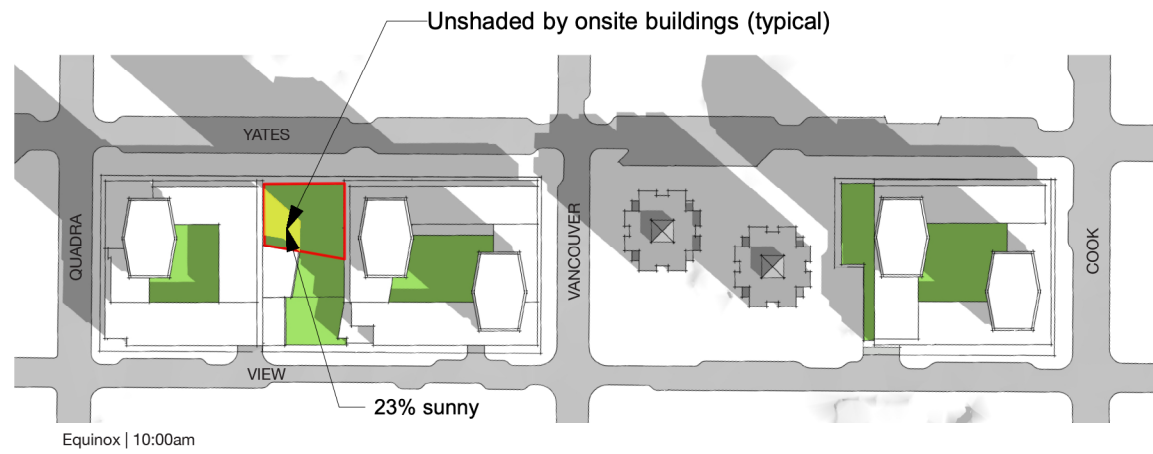 Unshaded by onsite buildings (typical)
YATES
QUADRA
VANCOUVER
COOK
VIEW
23% sunny
Equinox | 10:00am